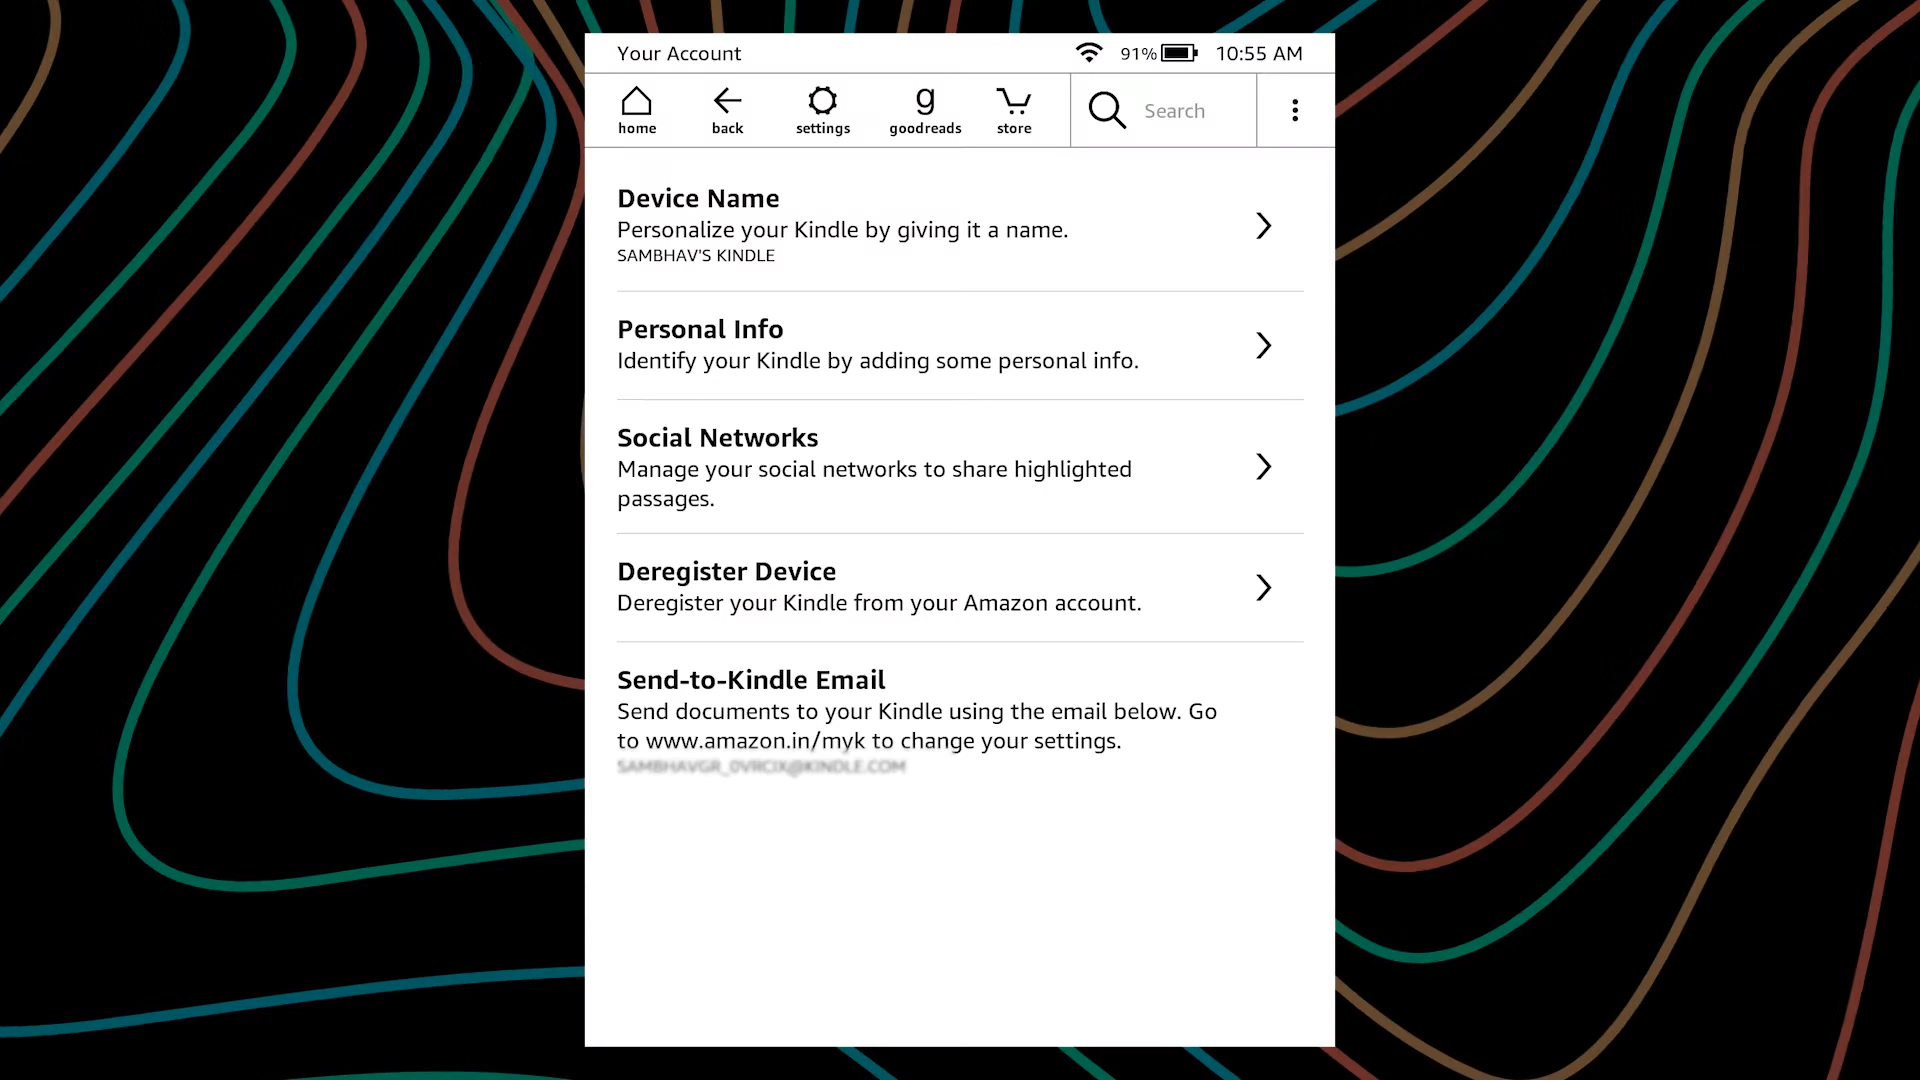 Your Account
91%
10:55 AM
home
back
settings
goodreads
store
Search
Device Name
Personalize your Kindle by giving it a name.
SAMBHAV'S KINDLE
Personal Info
Identify your Kindle by adding some personal info.
Social Networks
Manage your social networks to share highlighted
passages.
Deregister Device
Deregister your Kindle from your Amazon account.
Send-to-Kindle Email
Send documents to your Kindle using the email below. Go
to www.amazon.in/myk to change your settings.